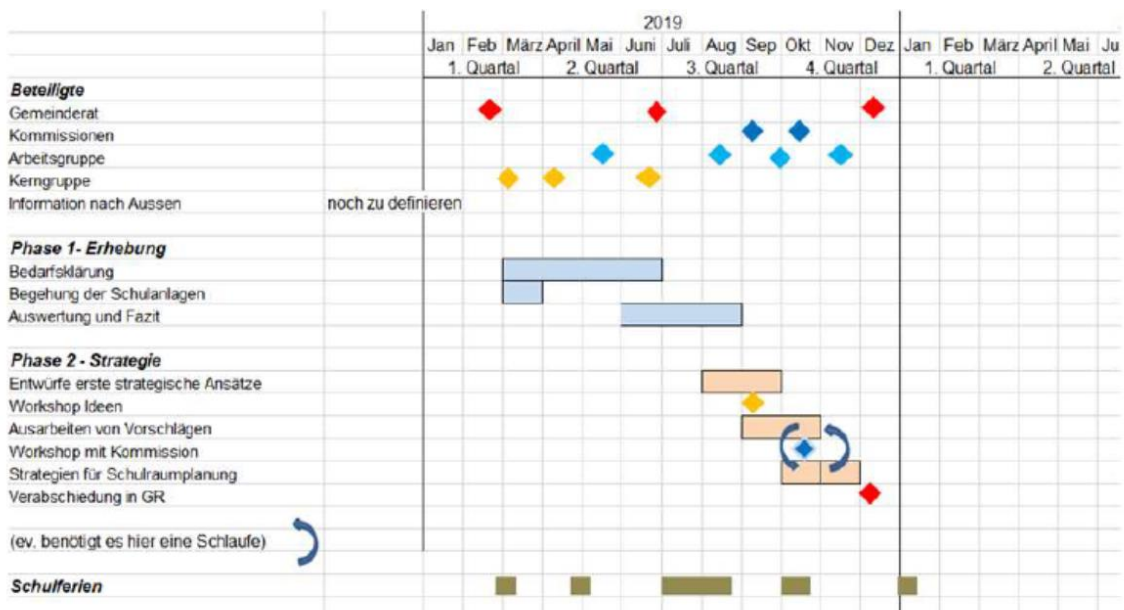 2019
Jan Feb März April Mai Juni Juli Aug Sep Okt Nov Dez Jan Feb März April Mai Ju
1. Quartal 2. Quartal 3. Quartal 4. Quartal 1. Quartal 2. Quartal
Beteiligte
Gemeinderat
Kommissionen
Arbeitsgruppe
Kerngruppe
Information nach Aussen noch zu definieren
Phase 1- Erhebung
Bedarfsklärung
Begehung der Schulanlagen
Auswertung und Fazit
Phase 2 - Strategie
Entwürfe erste strategische Ansätze
Workshop Ideen
Ausarbeiten von Vorschlägen
Workshop mit Kommission
Strategien für Schulraumplanung
Verabschiedung in GR
(ev. benötigt es hier eine Schlaufe)
Schulferien